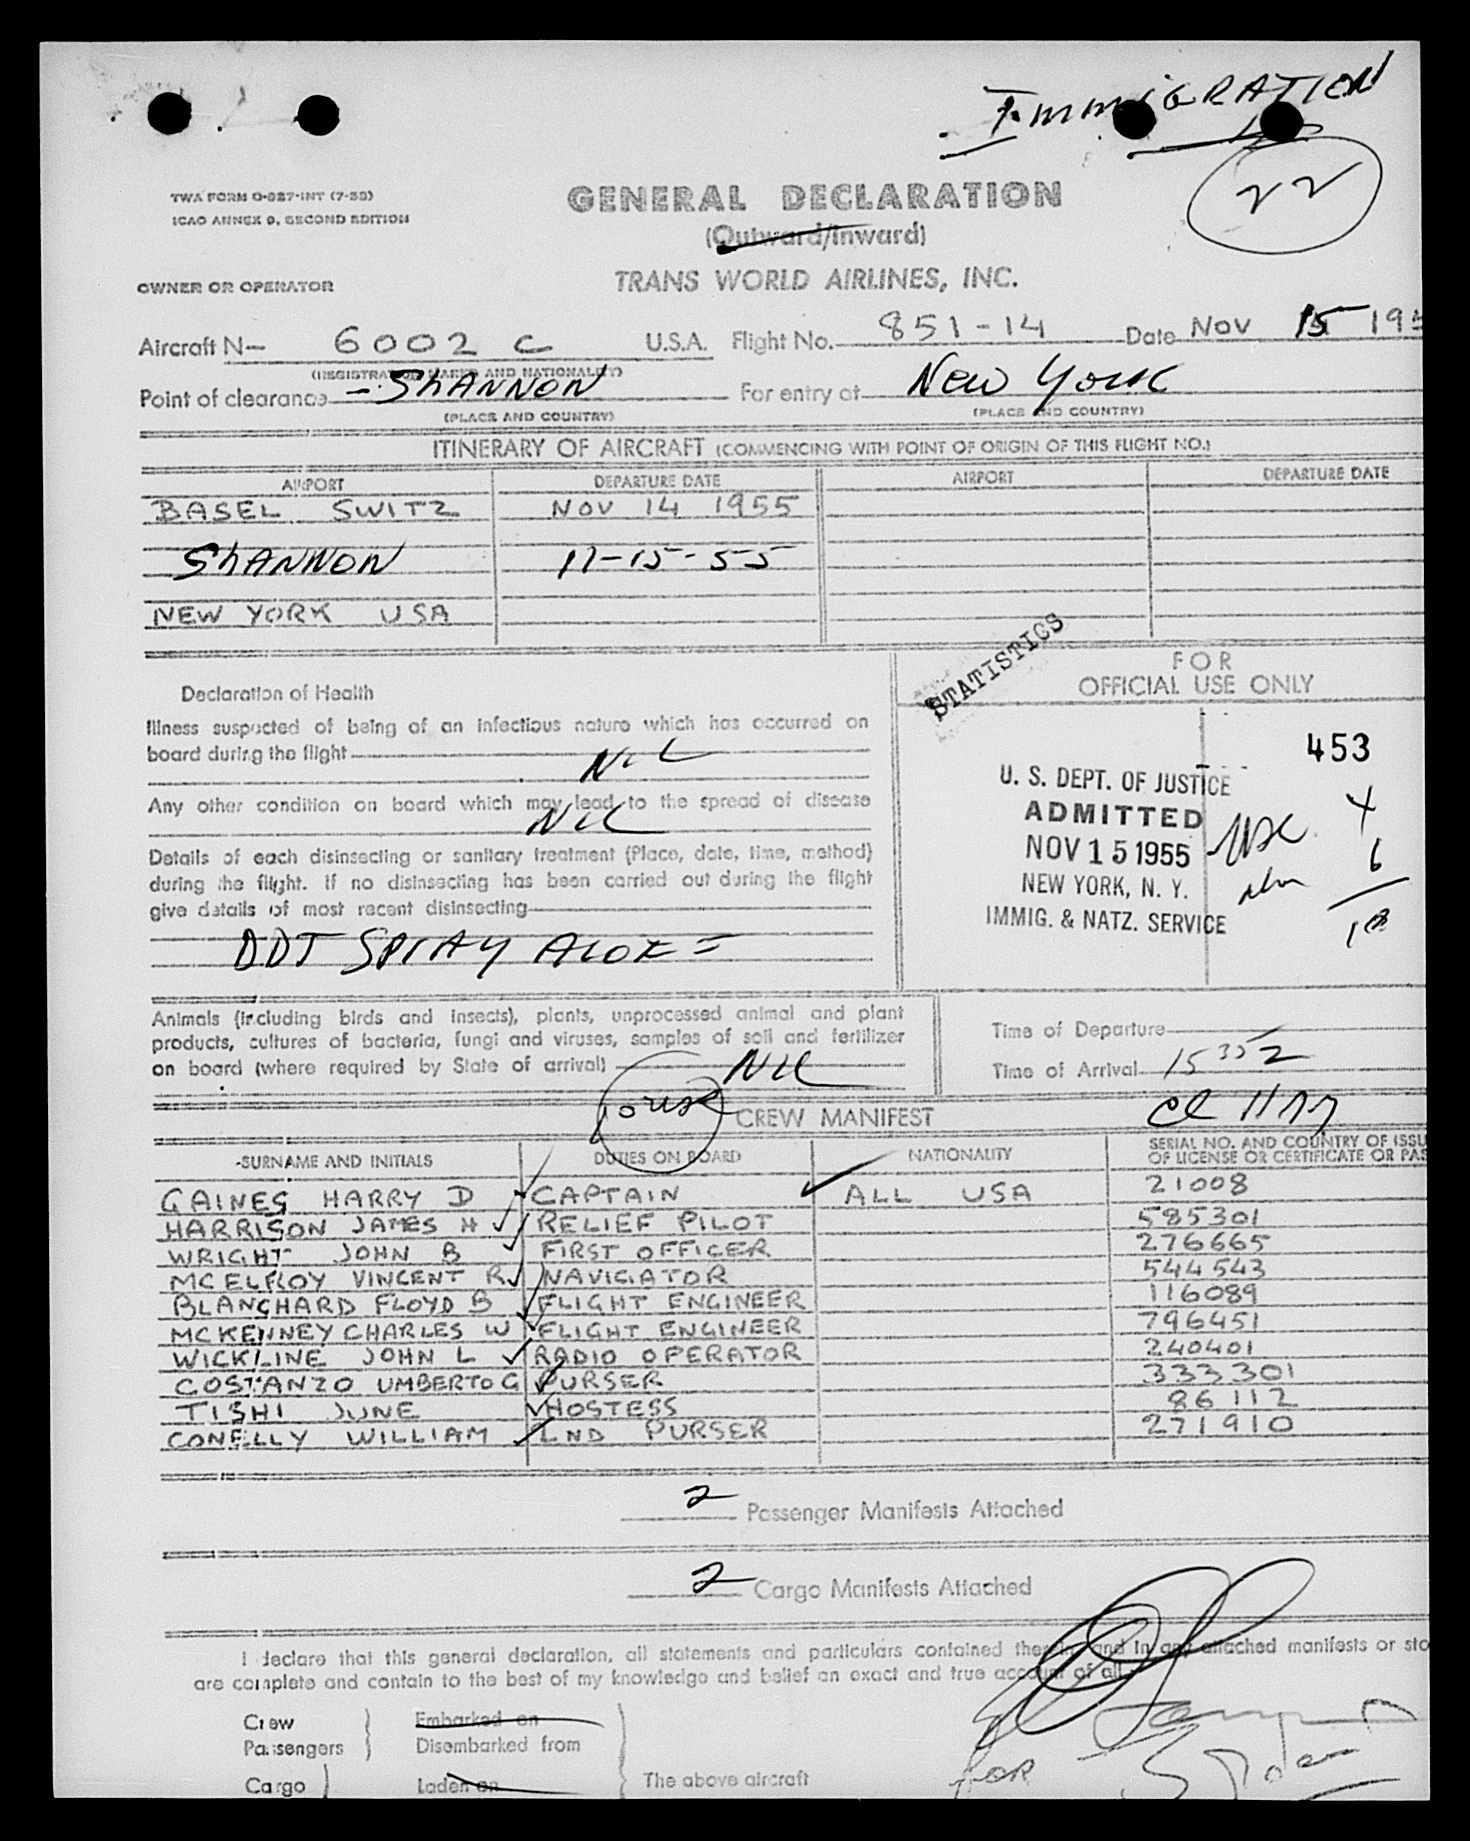 IMMIGRATION
22
TWA FORM O-927-INT (7-53)
ICAO ANNEX 9, SECOND EDITION
GENERAL DECLARATION
(Outward/Inward)
TRANS WORLD AIRLINES, INC.
OWNER OR OPERATOR
Aircraft N— 6002 C U.S.A. Flight No. 851-14 Date Nov 15 195
(REGISTRATION MARKS AND NATIONALITY)
Point of clearance - SHANNON For entry at New York
(PLACE AND COUNTRY) (PLACE AND COUNTRY)
ITINERARY OF AIRCRAFT (COMMENCING WITH POINT OF ORIGIN OF THIS FLIGHT NO.)
AIRPORT DEPARTURE DATE AIRPORT DEPARTURE DATE
BASEL SWITZ NOV 14 1955
SHANNON 11-15-55
NEW YORK USA
STATISTICS
FOR
OFFICIAL USE ONLY
Declaration of Health
Illness suspected of being of an infectious nature which has occurred on
board during the flight
Nil
Any other condition on board which may lead to the spread of disease
Nil
Details of each disinsecting or sanitary treatment (Place, date, time, method)
during the flight. If no disinsecting has been carried out during the flight
give details of most recent disinsecting
DDT SPRAY
453
U. S. DEPT. OF JUSTICE
ADMITTED
NOV 15 1955
NEW YORK, N. Y.
IMMIG. & NATZ. SERVICE
4
6
10
Animals (including birds and insects), plants, unprocessed animal and plant
products, cultures of bacteria, fungi and viruses, samples of soil and fertilizer
on board (where required by State of arrival)
Nil
Time of Departure
Time of Arrival 1535Z
10 USC
CREW MANIFEST
SURNAME AND INITIALS DUTIES ON BOARD NATIONALITY SERIAL NO. AND COUNTRY OF ISSU
OF LICENSE OR CERTIFICATE OR PAS
GAINES HARRY D CAPTAIN ALL USA 21008
HARRISON JAMES H RELIEF PILOT 585301
WRIGHT JOHN B FIRST OFFICER 276665
MCELROY VINCENT R NAVIGATOR 544543
BLANCHARD FLOYD B FLIGHT ENGINEER 116089
MCKENNEY CHARLES W FLIGHT ENGINEER 796451
WICKLINE JOHN L RADIO OPERATOR 240401
COSTANZO UMBERTO G PURSER 333301
TISHI JUNE HOSTESS 86112
CONELLY WILLIAM 2ND PURSER 271910
2 Passenger Manifests Attached
2 Cargo Manifests Attached
I declare that this general declaration, all statements and particulars contained therein and in any attached manifests or sto
are complete and contain to the best of my knowledge and belief an exact and true account of all
Crew Embarked on
Passengers Disembarked from
Cargo Laden on The above aircraft
FOR